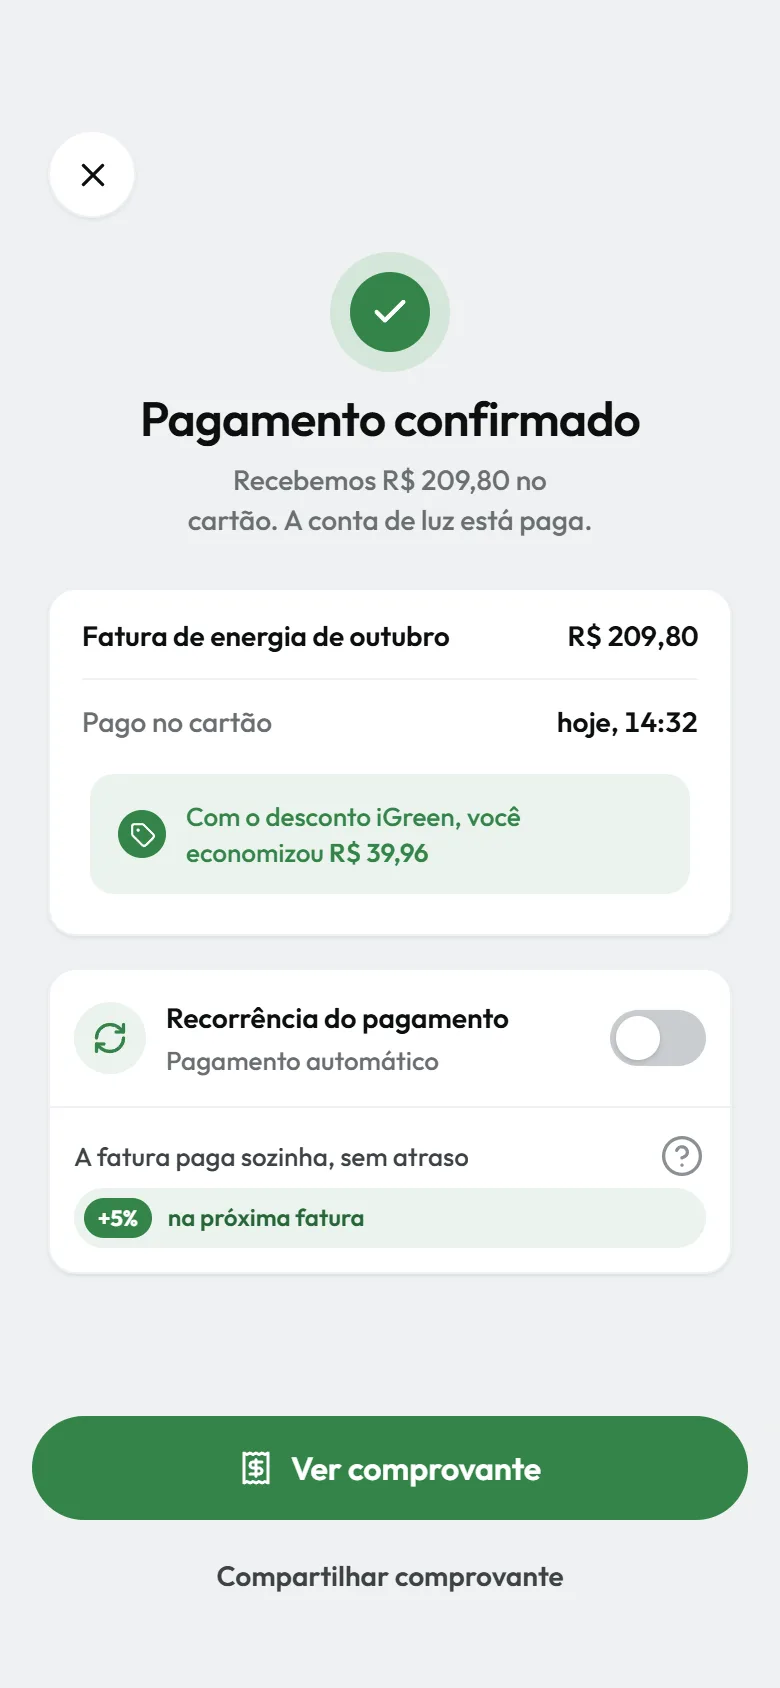 Pagamento confirmado
Recebemos R$ 209,80 no
cartão. A conta de luz está paga.
Fatura de energia de outubro R$ 209,80
Pago no cartão hoje, 14:32
Com o desconto iGreen, você
economizou R$ 39,96
Recorrência do pagamento
Pagamento automático
A fatura paga sozinha, sem atraso
+5% na próxima fatura
Ver comprovante
Compartilhar comprovante